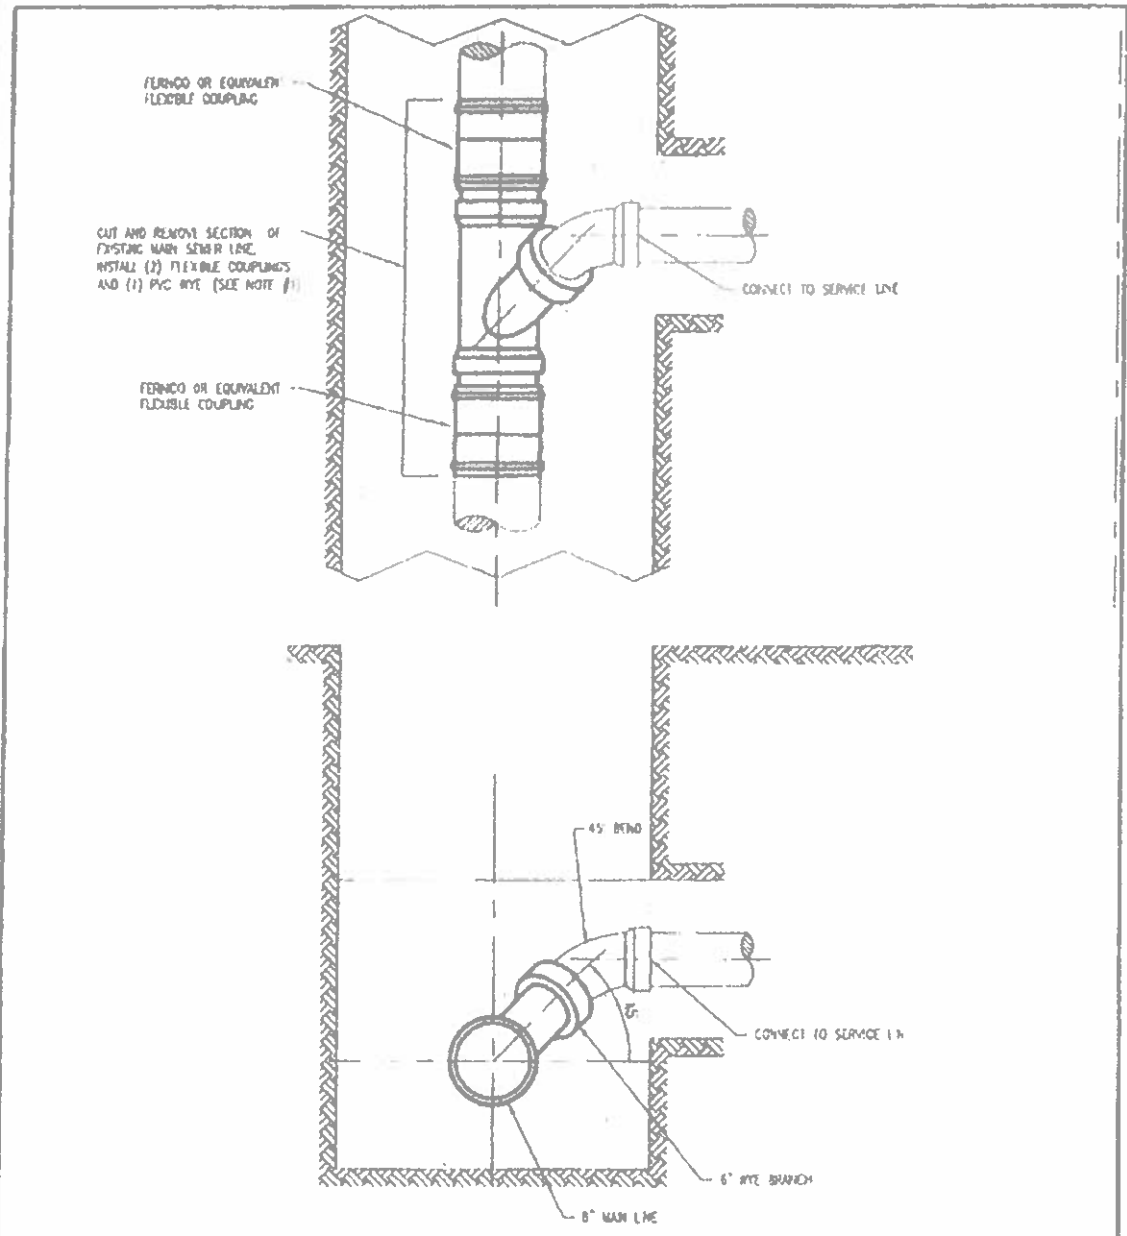 FERNCO OR EQUIVALENT
FLEXIBLE COUPLING
CUT AND REMOVE SECTION OF
EXISTING MAIN SEWER LINE,
INSTALL (2) FLEXIBLE COUPLINGS
AND (1) PVC WYE (SEE NOTE
CONNECT TO SERVICE LINE
FERNCO OR EQUIVALENT
FLEXIBLE COUPLING
45° BEND
CONNECT TO SERVICE
6" WYE BRANCH
8" MAIN LINE